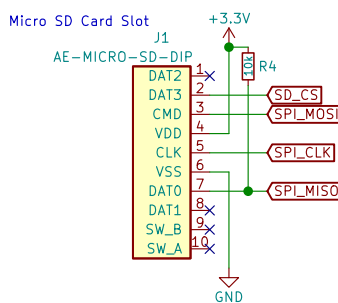 Micro SD Card Slot
+3.3V
J1
AE-MICRO-SD-DIP
10k R4
DAT2 1
DAT3 2 SD_CS
CMD 3 SPI_MOSI
VDD 4
CLK 5 SPI_CLK
VSS 6
DAT0 7 SPI_MISO
DAT1 8
SW_B 9
SW_A 10
GND